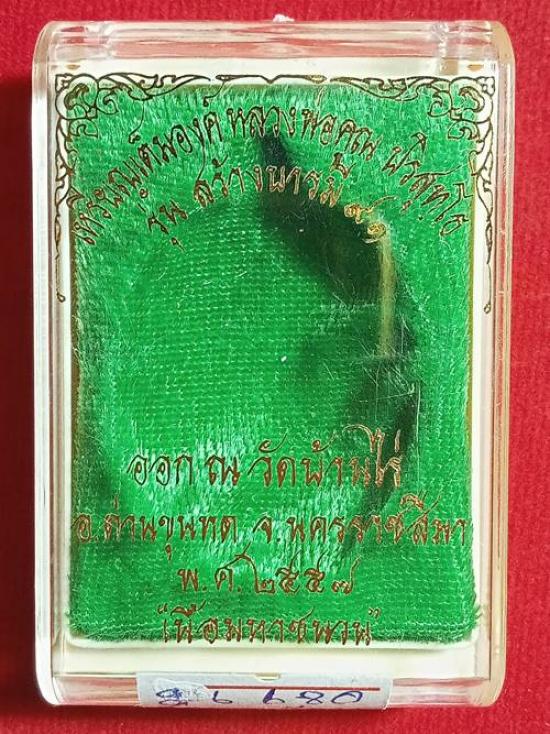 เหรียญเต็มองค์ หลวงพ่อคูณ ปริสุทฺโธ
รุ่น สร้างบารมี ๙๑
ออก ณ วัดบ้านไร่
อ.ด่านขุนทด จ.นครราชสีมา
พ.ศ.๒๕๕๗
"เนื้อมหาชนวน"